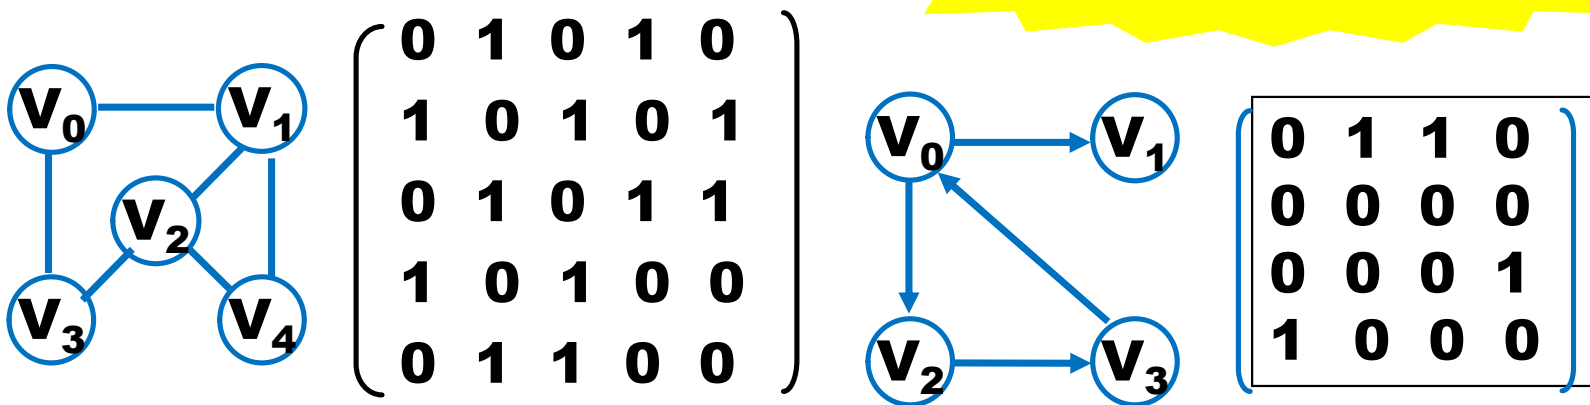 V0 V1
V2
V3 V4
0 1 0 1 0
1 0 1 0 1
0 1 0 1 1
1 0 1 0 0
0 1 1 0 0
V0 V1
V2 V3
0 1 1 0
0 0 0 0
0 0 0 1
1 0 0 0